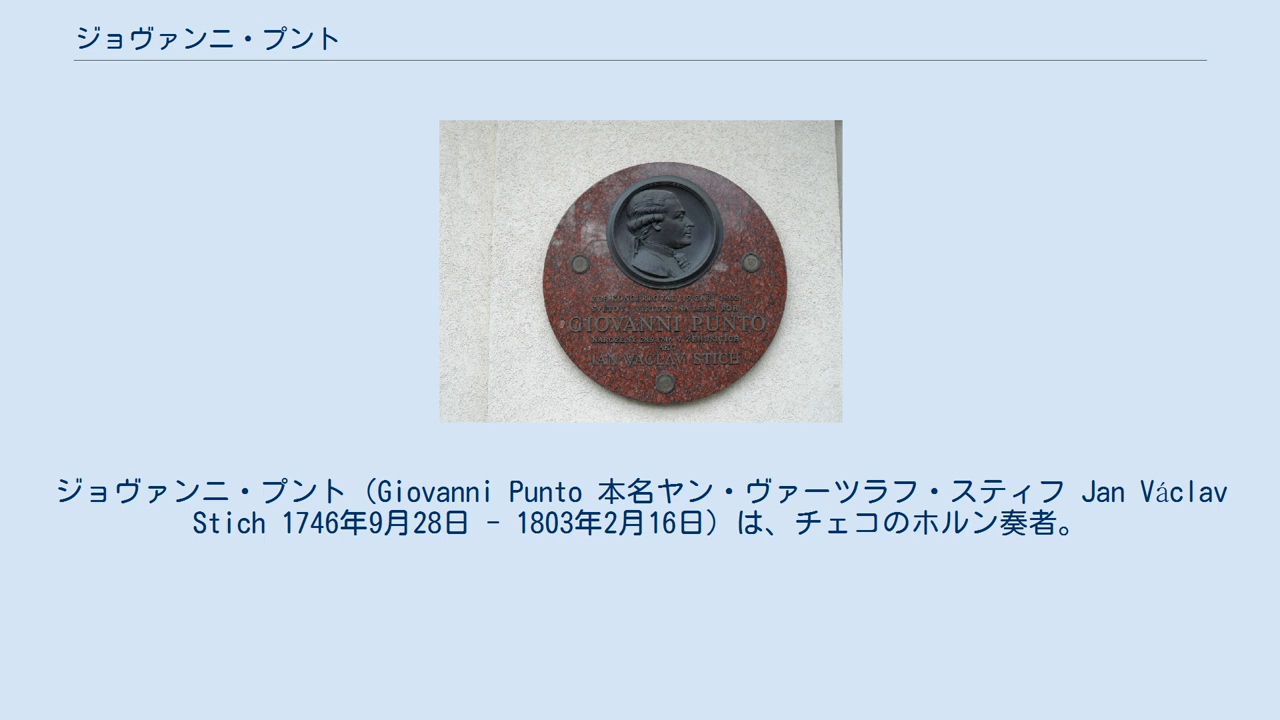 ジョヴァンニ・プント
GIOVANNI PUNTO
JAN VÁCLAV STICH
ジョヴァンニ・プント（Giovanni Punto 本名ヤン・ヴァーツラフ・スティフ Jan Václav
Stich 1746年9月28日 - 1803年2月16日）は、チェコのホルン奏者。